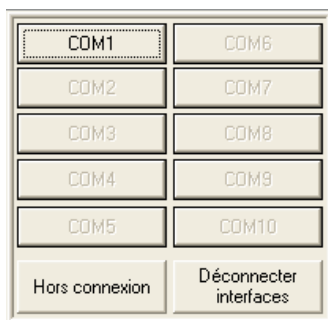 COM1 COM6
COM2 COM7
COM3 COM8
COM4 COM9
COM5 COM10
Hors connexion
Déconnecter
interfaces